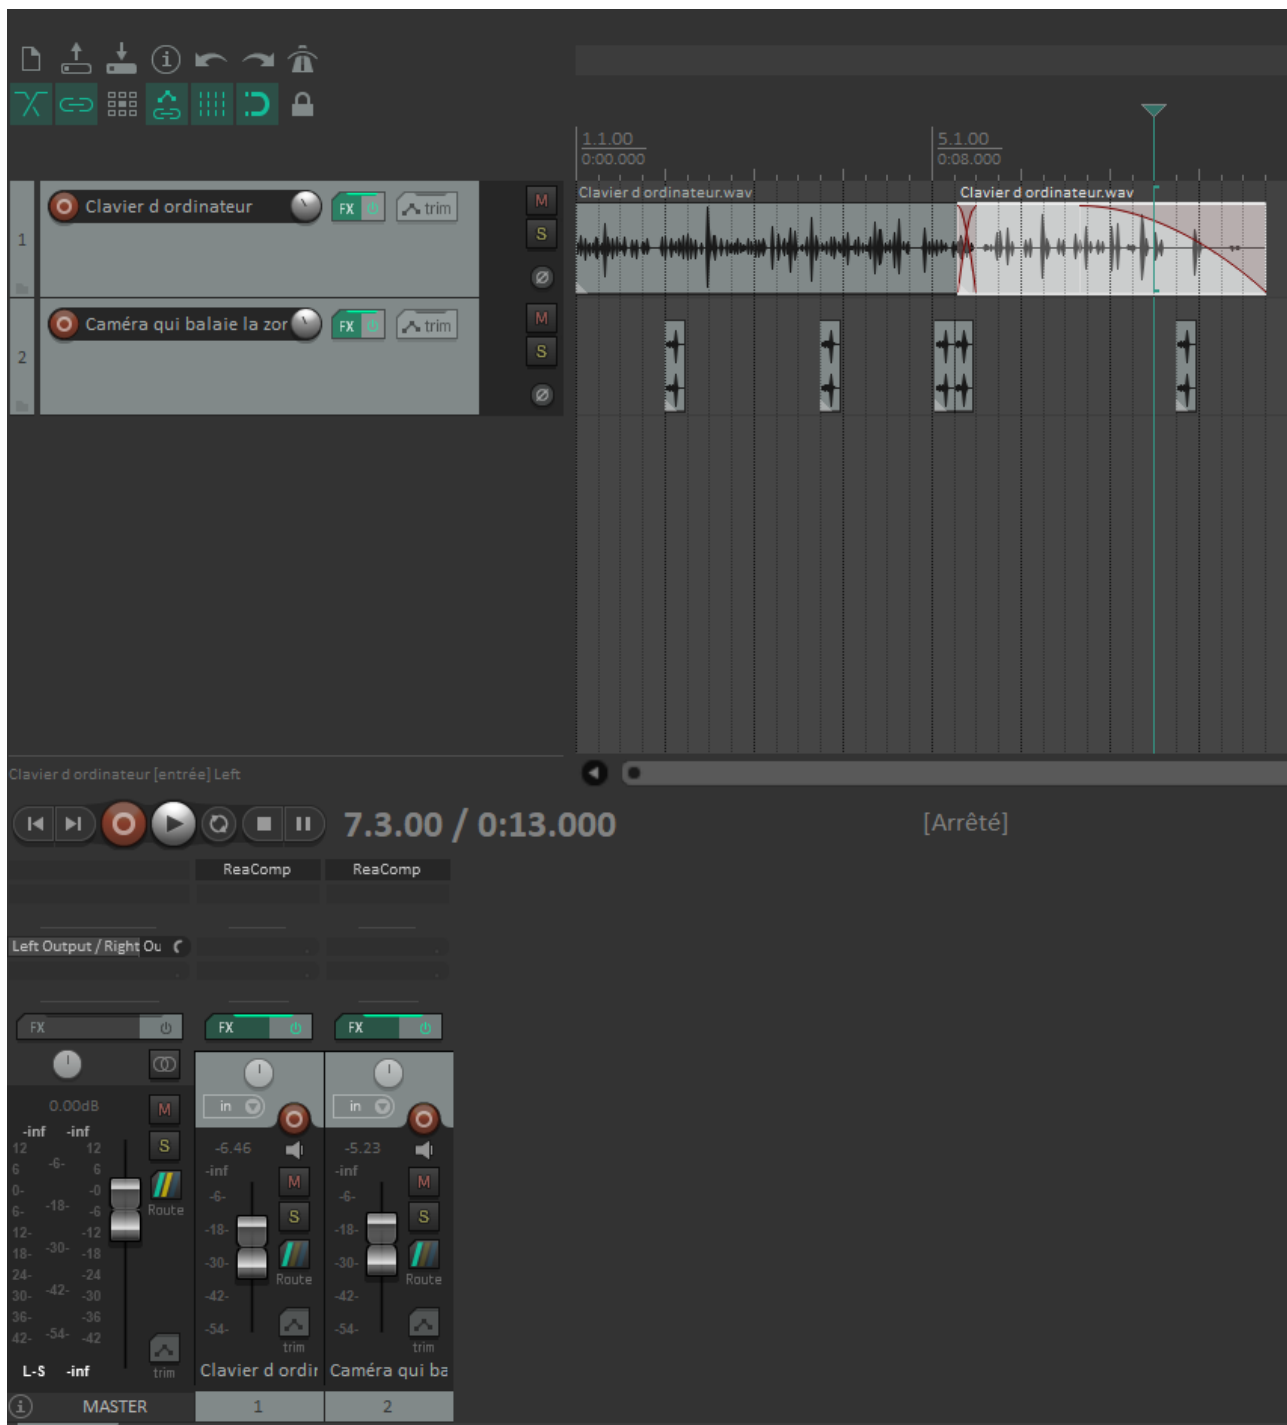 1.1.00
0:00.000
5.1.00
0:08.000
1
Clavier d ordinateur
FX
trim
M
S
Clavier d ordinateur.wav
Clavier d ordinateur.wav
2
Caméra qui balaie la zor
FX
trim
M
S
Clavier d ordinateur [entrée] Left
7.3.00 / 0:13.000
[Arrêté]
ReaComp
ReaComp
Left Output / Right Ou
FX
FX
FX
in
in
0.00dB
M
-inf -inf
S
12 12
6 -6- 6
0- -0
6- -18- -6
12- -12
18- -30- -18
24- -24
30- -42- -30
36- -36
42- -54- -42
Route
trim
L-S -inf
MASTER
-6.46
-inf
-6-
-18-
-30-
-42-
-54-
M
S
Route
trim
Clavier d ordir
1
-5.23
-inf
-6-
-18-
-30-
-42-
-54-
M
S
Route
trim
Caméra qui ba
2